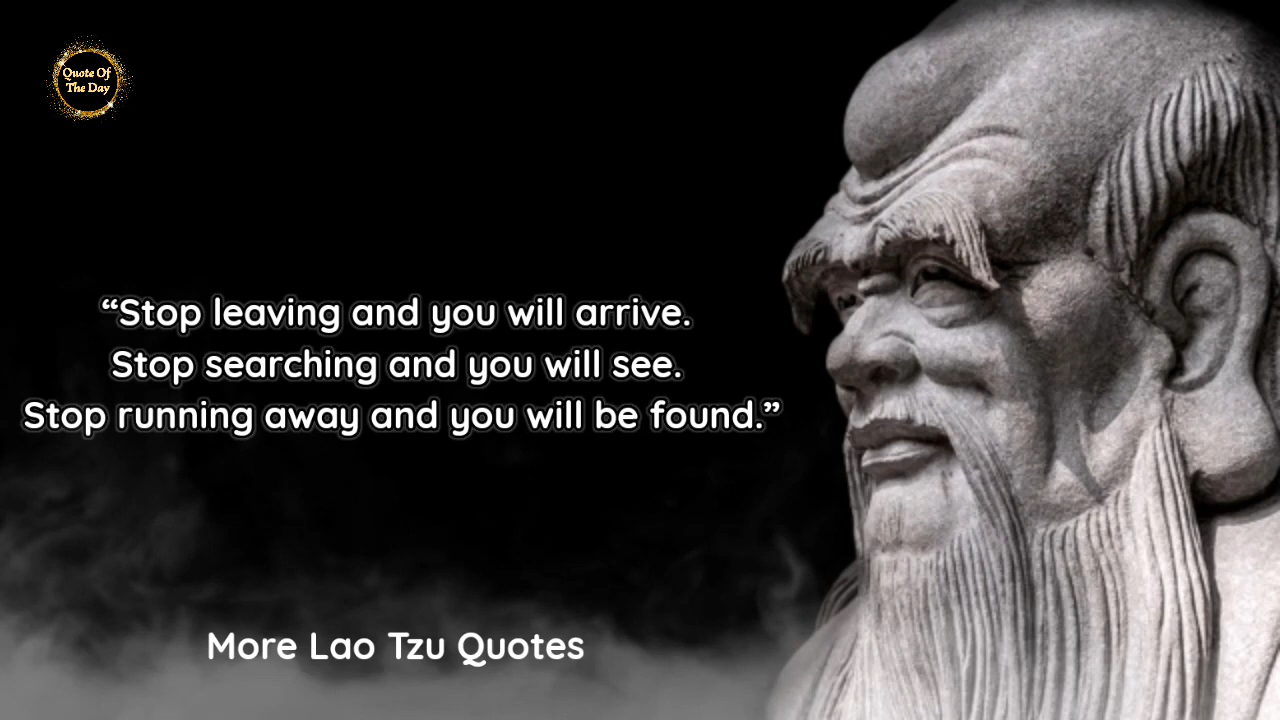 Quote Of
The Day
“Stop leaving and you will arrive.
Stop searching and you will see.
Stop running away and you will be found.”
More Lao Tzu Quotes